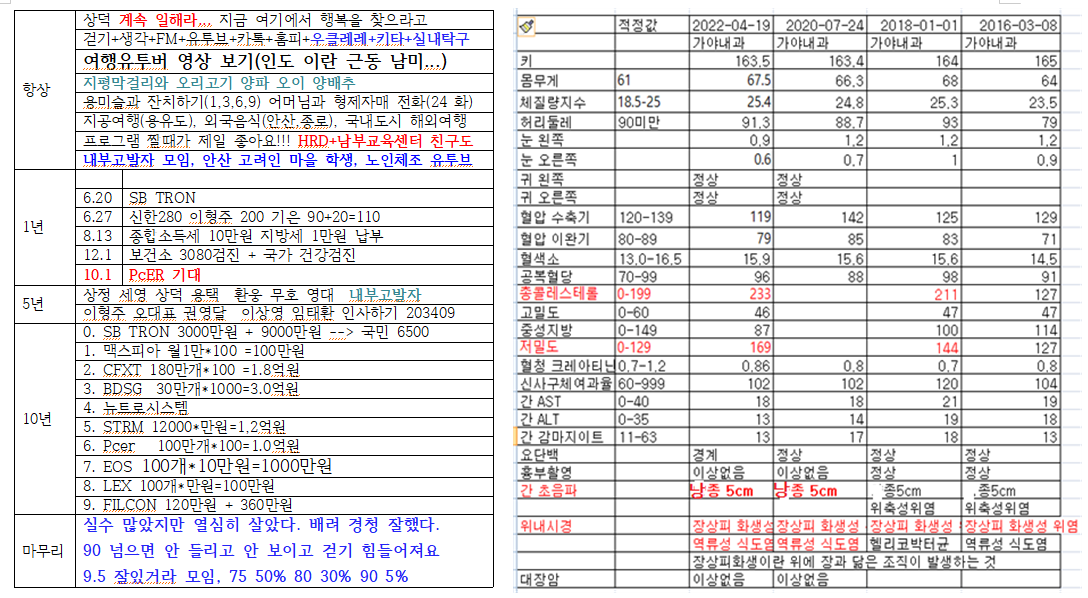 항상
상덕 계속 일해라,,, 지금 여기에서 행복을 찾으라고
걷기+생각+FM+유투브+카톡+홈피+우클레레+키타+실내탁구
여행유투버 영상 보기(인도 이란 근동 남미...)
지평막걸리와 오리고기 양파 오이 양배추
용미술과 잔치하기(1,3,6,9) 어머님과 형제자매 전화(24 화)
지공여행(용유도), 외국음식(안산,종로), 국내도시 해외여행
프로그램 찔때가 제일 좋아요!!! HRD+남부교육센터 친구도
내부고발자 모임, 안산 고려인 마을 학생, 노인체조 유투브
1년
6.20 SB TRON
6.27 신한280 이형주 200 기은 90+20=110
8.13 종힙소득세 10만원 지방세 1만원 납부
12.1 보건소 3080검진 + 국가 건강검진
10.1 PcER 기대
5년
상정 세영 상덕 용택 환웅 무호 영대 내부고발자
이형주 오대표 권영달 이상영 임태환 인사하기 203409
10년
0. SB TRON 3000만원 + 9000만원 --> 국민 6500
1. 맥스피아 월1만*100 =100만원
2. CFXT 180만개*100 =1.8억원
3. BDSG 30만개*1000=3.0억원
4. 뉴트로시스템
5. STRM 12000*만원=1,2억원
6. Pcer 100만개*100=1.0억원
7. EOS 100개*10만원=1000만원
8. LEX 100개*만원=100만원
9. FILCON 120만원 + 360만원
마무리
실수 많았지만 열심히 살았다. 배려 경청 잘했다.
90 넘으면 안 들리고 안 보이고 걷기 힘들어져요
9.5 잘있거라 모임, 75 50% 80 30% 90 5%
적정값 2022-04-19 2020-07-24 2018-01-01 2016-03-08
가야내과 가야내과 가야내과 가야내과
키 163,5 163,4 164 165
몸무게 61 67.5 66,3 68 64
체질량지수 18.5-25 25.4 24,8 25,3 23,5
허리둘레 90미만 91,3 88,7 93 79
눈 왼쪽 0,9 1,2 1,2 1,2
눈 오른쪽 0.6 0,7 1 0,9
귀 왼쪽 정상 정상
귀 오른쪽 정상 정상
혈압 수축기 120-139 119 142 125 129
혈압 이완기 80-89 79 85 83 71
혈색소 13,0-16,5 15,9 15,6 15,6 14,5
공복혈당 70-99 96 88 98 91
총콜레스테롤 0-199 233 211 127
고밀도 0-60 46 47 47
중성지방 0-149 87 100 114
저밀도 0-129 169 144 127
혈청 크레아티닌 0,7-1,2 0,86 0,8 0,7 0,8
신사구체여과율 60-999 102 102 120 104
간 AST 0-40 18 18 21 19
간 ALT 0-35 13 14 19 18
간 감마지이트 11-63 13 17 18 13
요단백 경계 정상 정상 정상
흉부촬영 이상없음 이상없음 정상 정상
간 초음파 낭종 5cm 낭종 5cm 종5cm 종5cm
위축성위염 위축성위염
위내시경 장상피 화생성 장상피 화생성 장상피 화생성 장상피 화생성 위염
역류성 식도염 역류성 식도염 헬리코박터균 역류성 식도염
장상피화생이란 위에 장과 닮은 조직이 발생하는 것
대장암 이상없음 이상없음